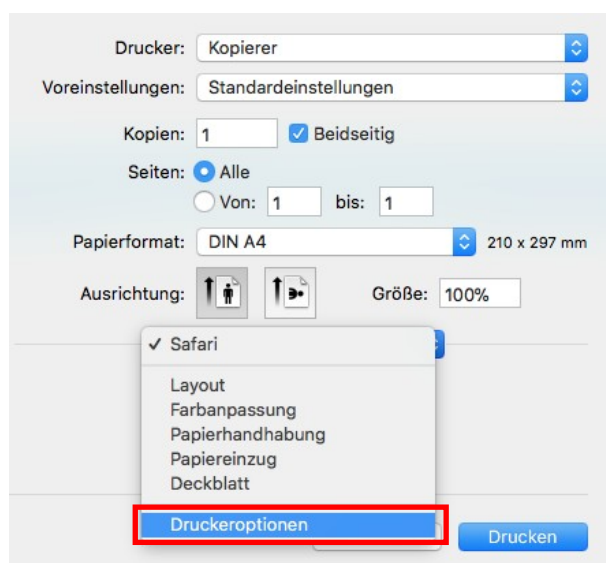 Drucker: Kopierer
Voreinstellungen: Standardeinstellungen
Kopien: 1 Beidseitig
Seiten: Alle
Von: 1 bis: 1
Papierformat: DIN A4 210 x 297 mm
Ausrichtung: Größe: 100%
✓ Safari
Layout
Farbanpassung
Papierhandhabung
Papiereinzug
Deckblatt
Druckeroptionen
Drucken